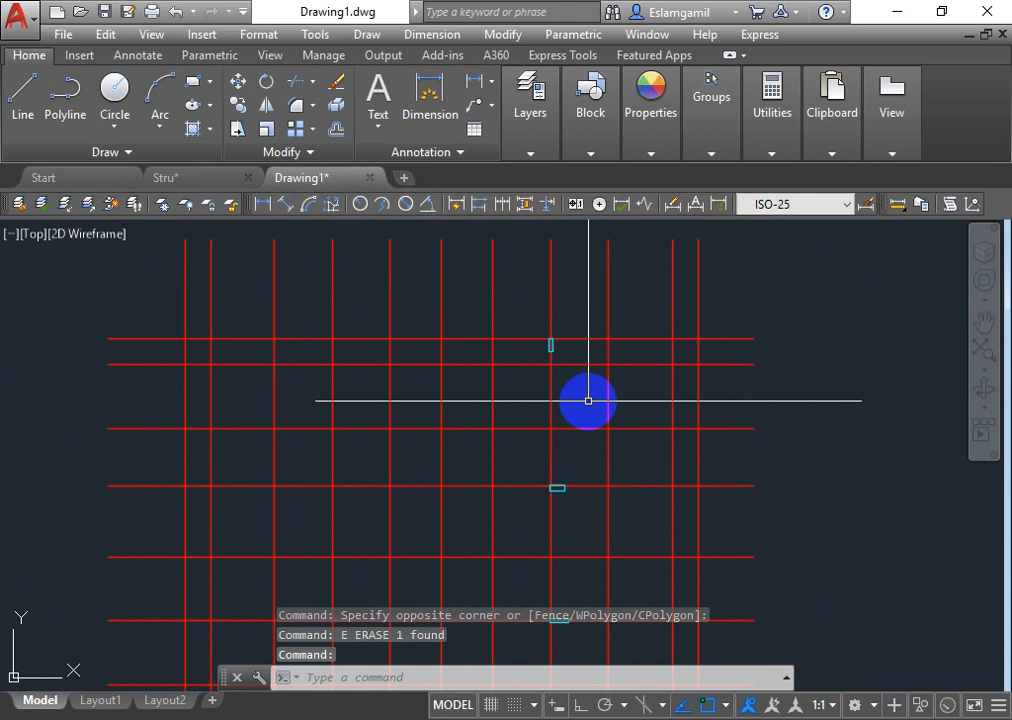 Drawing1.dwg
Type a keyword or phrase
Eslamgamil
File Edit View Insert Format Tools Draw Dimension Modify Parametric Window Help Express
Home Insert Annotate Parametric View Manage Output Add-ins A360 Express Tools Featured Apps
Line Polyline Circle Arc Text Dimension Layers Block Properties Groups Utilities Clipboard View
Draw Modify Annotation
Start Stru* Drawing1*
ISO-25
[−][Top][2D Wireframe]
Command: Specify opposite corner or [Fence/WPolygon/CPolygon]:
Command: E ERASE 1 found
Command:
Y
X
Type a command
Model Layout1 Layout2 +
MODEL 1:1